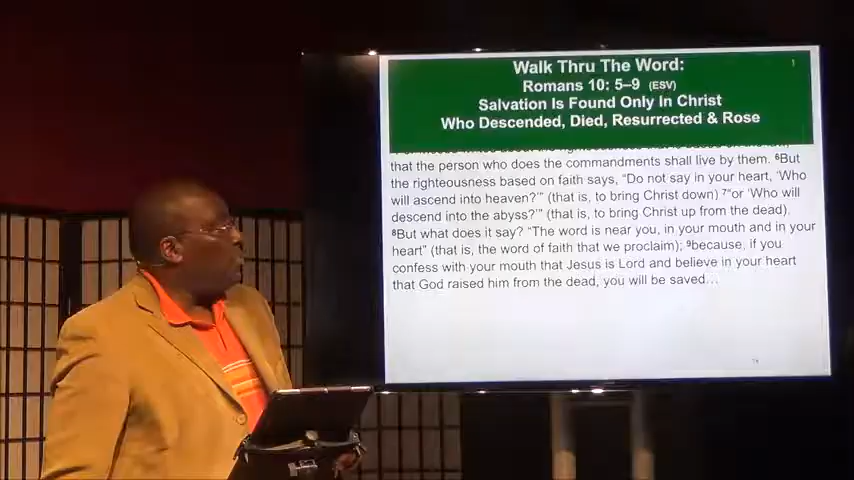 Walk Thru The Word:
1
Romans 10: 5–9 (ESV)
Salvation Is Found Only In Christ
Who Descended, Died, Resurrected & Rose
that the person who does the commandments shall live by them. ⁶But
the righteousness based on faith says, “Do not say in your heart, ‘Who
will ascend into heaven?’” (that is, to bring Christ down) ⁷“or ‘Who will
descend into the abyss?’” (that is, to bring Christ up from the dead).
⁸But what does it say? “The word is near you, in your mouth and in your
heart” (that is, the word of faith that we proclaim); ⁹because, if you
confess with your mouth that Jesus is Lord and believe in your heart
that God raised him from the dead, you will be saved…